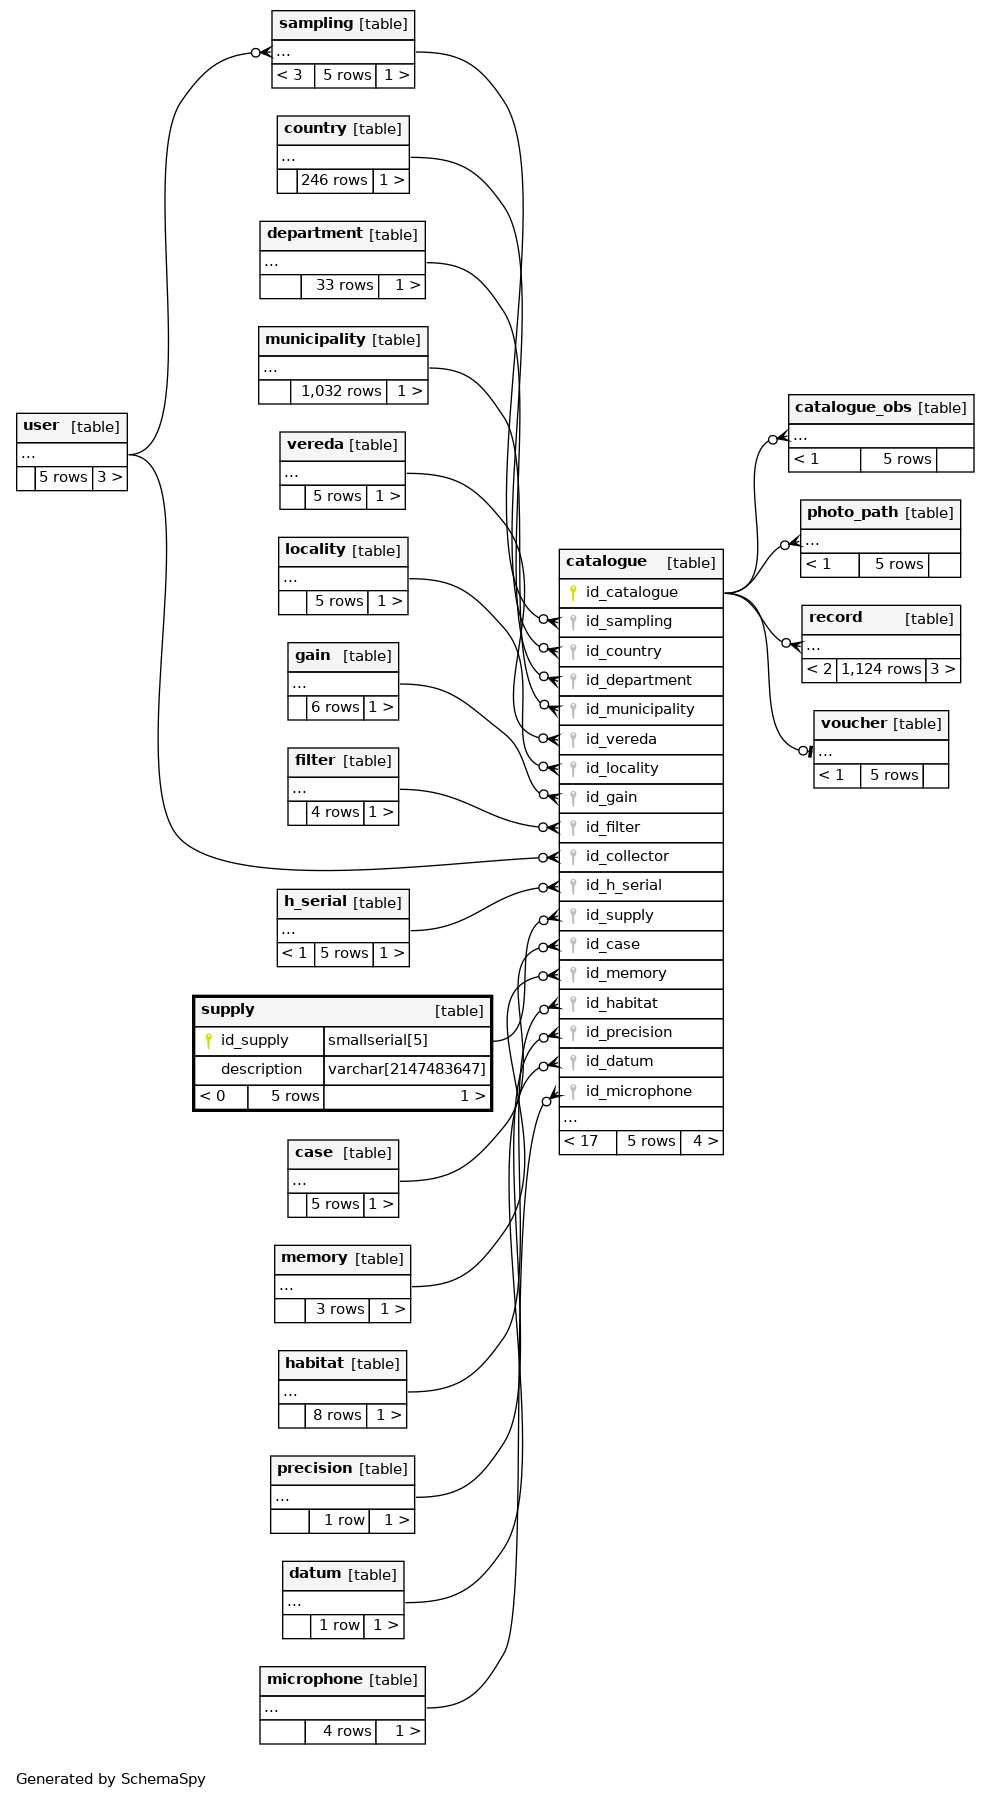 sampling [table]
...
< 3 5 rows 1 >
country [table]
...
246 rows 1 >
department [table]
...
33 rows 1 >
municipality [table]
...
1,032 rows 1 >
vereda [table]
...
5 rows 1 >
locality [table]
...
5 rows 1 >
gain [table]
...
6 rows 1 >
filter [table]
...
4 rows 1 >
user [table]
...
5 rows 3 >
h_serial [table]
...
< 1 5 rows 1 >
supply [table]
id_supply smallserial[5]
description varchar[2147483647]
< 0 5 rows 1 >
case [table]
...
5 rows 1 >
memory [table]
...
3 rows 1 >
habitat [table]
...
8 rows 1 >
precision [table]
...
1 row 1 >
datum [table]
...
1 row 1 >
microphone [table]
...
4 rows 1 >
catalogue [table]
id_catalogue
id_sampling
id_country
id_department
id_municipality
id_vereda
id_locality
id_gain
id_filter
id_collector
id_h_serial
id_supply
id_case
id_memory
id_habitat
id_precision
id_datum
id_microphone
...
< 17 5 rows 4 >
catalogue_obs [table]
...
< 1 5 rows
photo_path [table]
...
< 1 5 rows
record [table]
...
< 2 1,124 rows 3 >
voucher [table]
...
< 1 5 rows
Generated by SchemaSpy